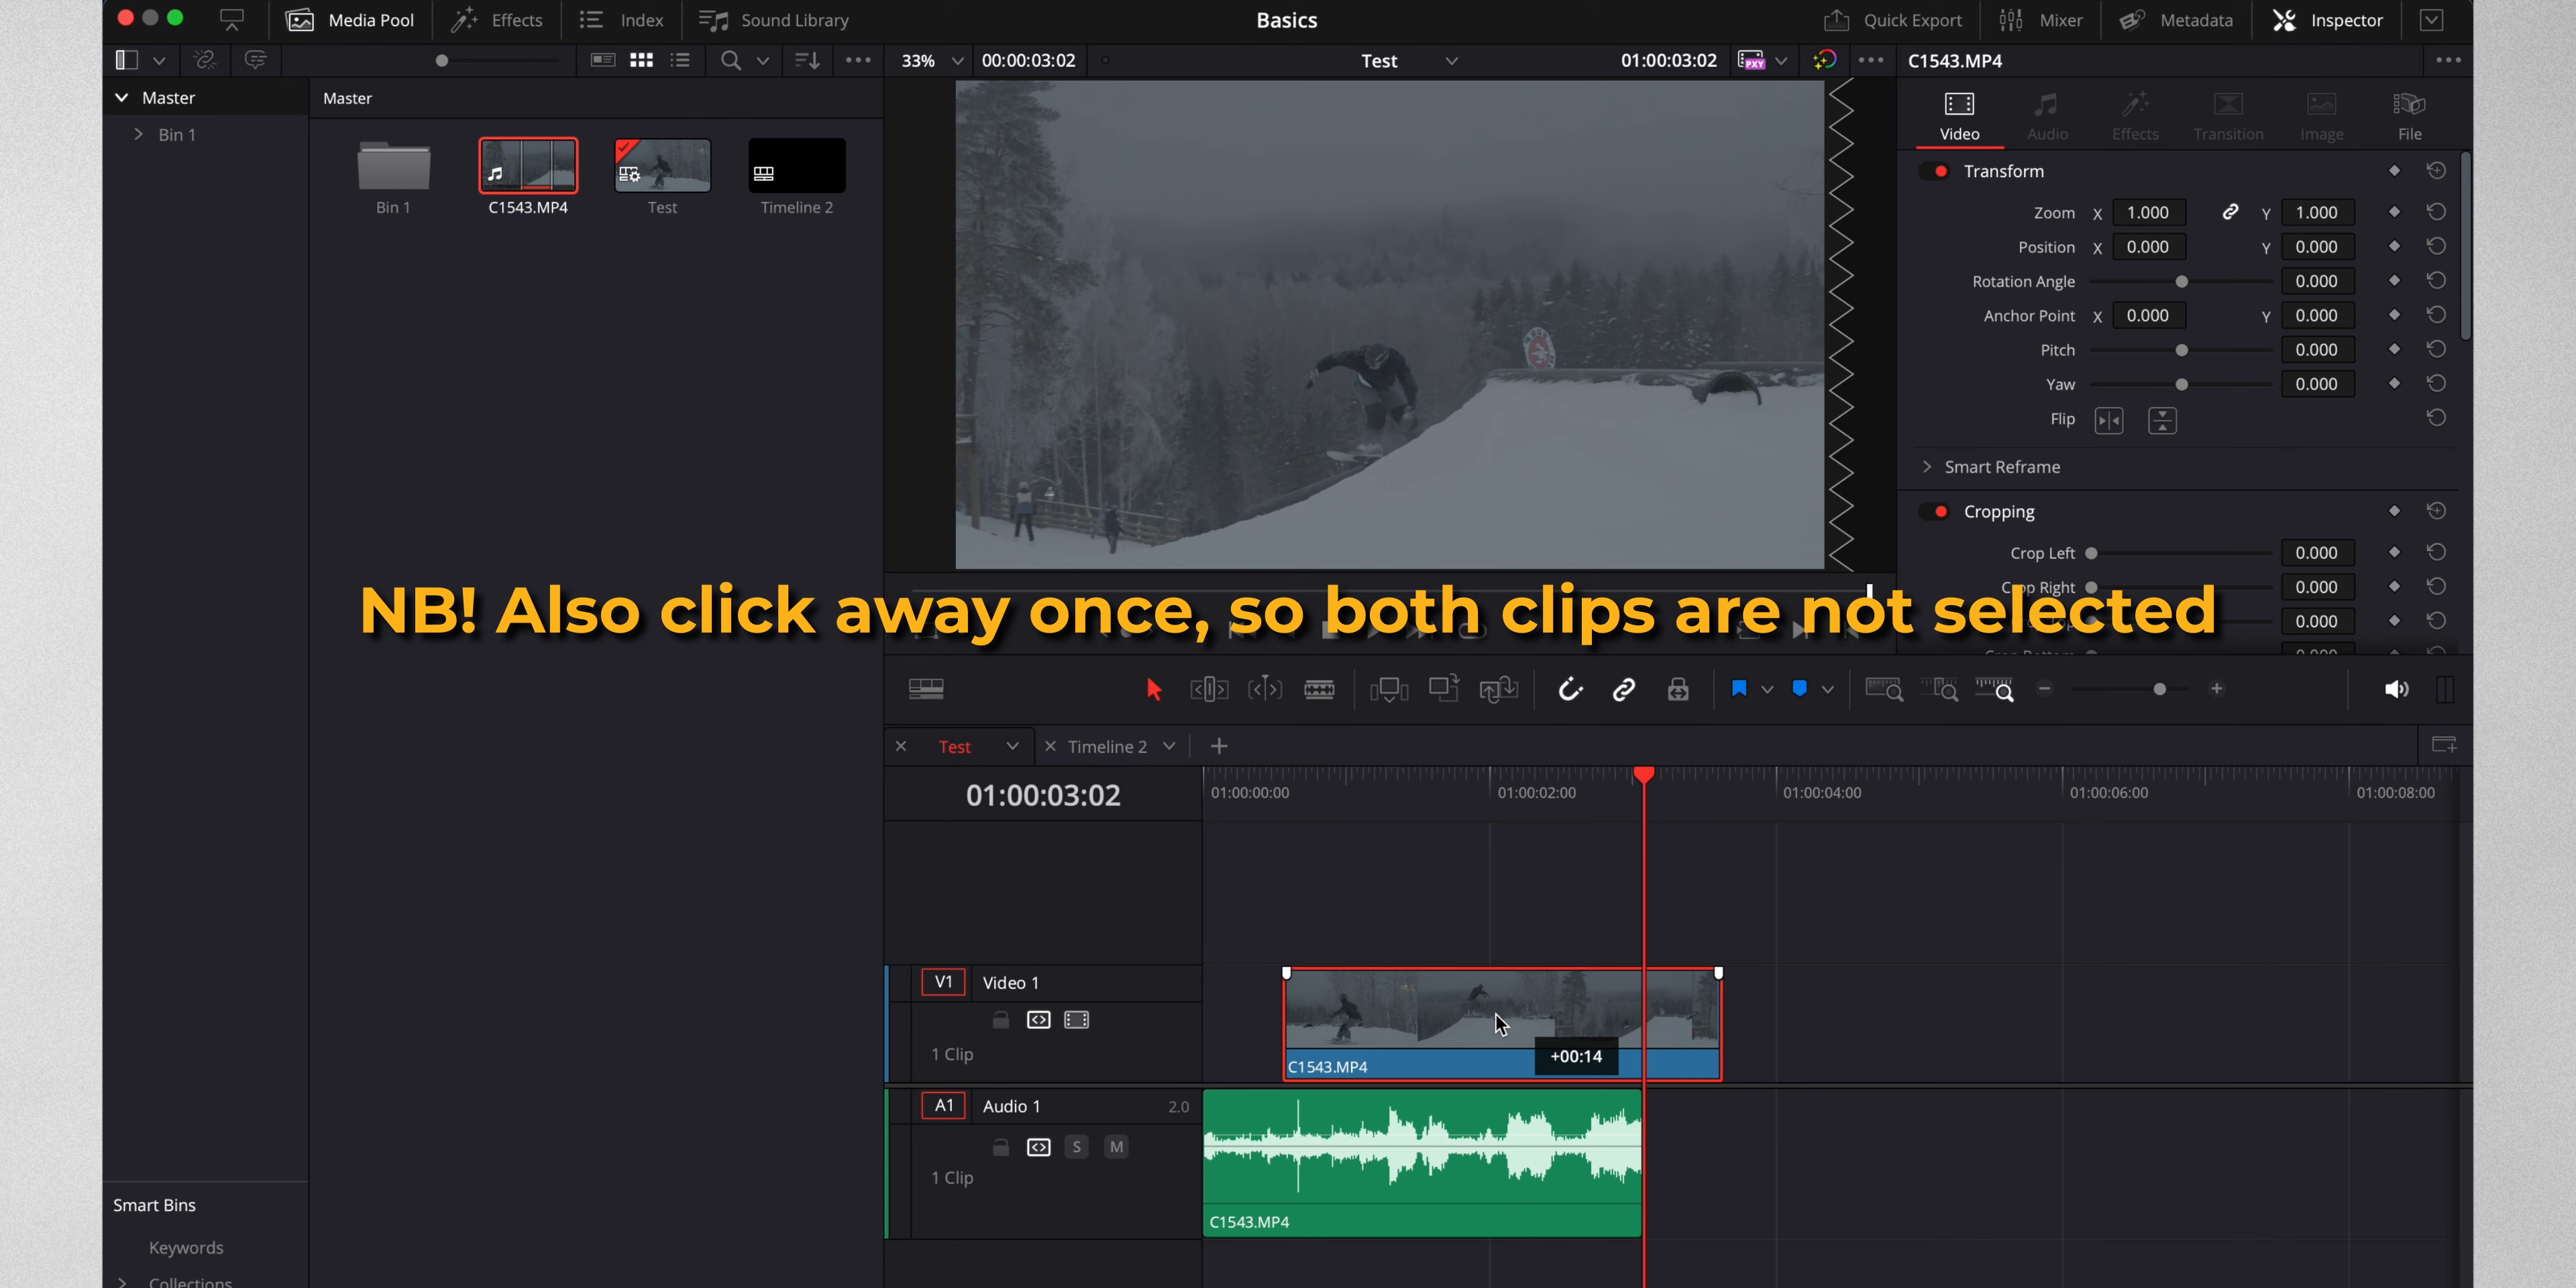 Media Pool
Effects
Index
Sound Library
Basics
Quick Export
Mixer
Metadata
Inspector
33%
00:00:03:02
Test
01:00:03:02
PXY
C1543.MP4
Master
Bin 1
Master
Bin 1
C1543.MP4
Test
Timeline 2
Video
Audio
Effects
Transition
Image
File
Transform
Zoom X 1.000 Y 1.000
Position X 0.000 Y 0.000
Rotation Angle 0.000
Anchor Point X 0.000 Y 0.000
Pitch 0.000
Yaw 0.000
Flip
Smart Reframe
Cropping
Crop Left 0.000
Crop Right 0.000
NB! Also click away once, so both clips are not selected
0.000
Test
Timeline 2
01:00:03:02
01:00:00:00
01:00:02:00
01:00:04:00
01:00:06:00
01:00:08:00
V1 Video 1
1 Clip
C1543.MP4
+00:14
A1 Audio 1 2.0
S M
1 Clip
C1543.MP4
Smart Bins
Keywords
Collections